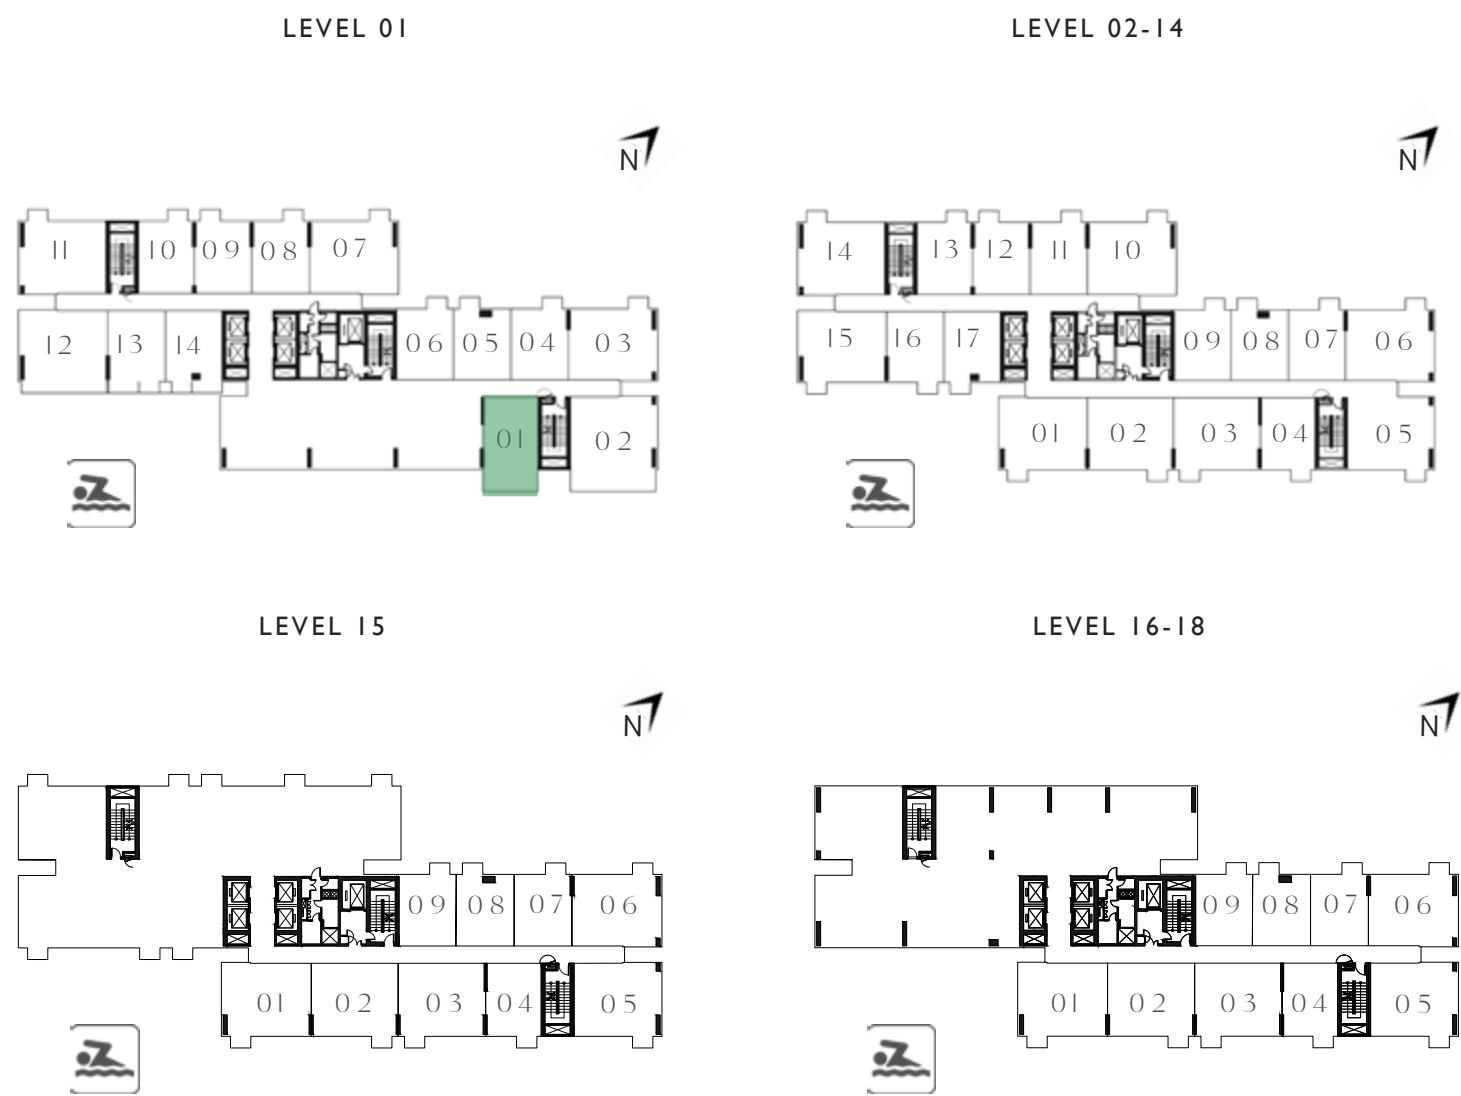 LEVEL 01
LEVEL 02-14
N
N
11 10 09 08 07
14 13 12 11 10
12 13 14 06 05 04 03
15 16 17 09 08 07 06
01 02
01 02 03 04 05
LEVEL 15
LEVEL 16-18
N
N
09 08 07 06
09 08 07 06
01 02 03 04 05
01 02 03 04 05